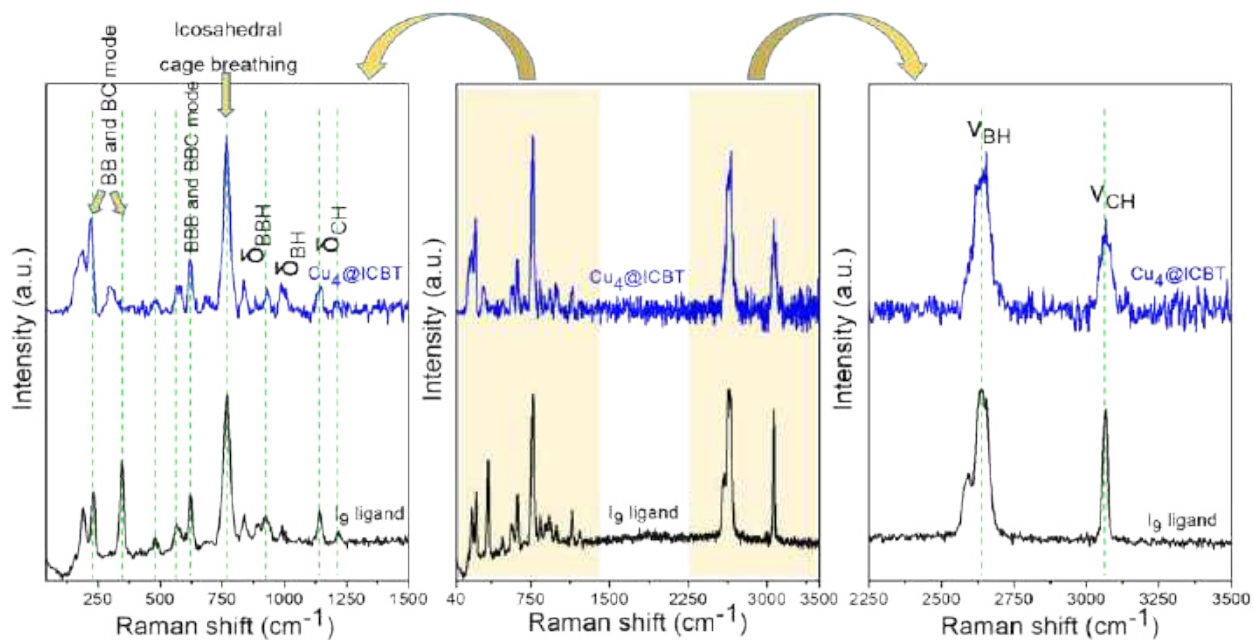 Icosahedral
cage breathing
BB and BC mode
BBB and BBC mode
δBBH
δBH
δCH
Cu4@ICBT
I9 ligand
Intensity (a.u.)
250 500 750 1000 1250 1500
Raman shift (cm-1)
Cu4@ICBT
I9 ligand
Intensity (a.u.)
40 750 1500 2250 3000 3500
Raman shift (cm-1)
νBH
νCH
Cu4@ICBT
I9 ligand
Intensity (a.u.)
2250 2500 2750 3000 3250 3500
Raman shift (cm-1)